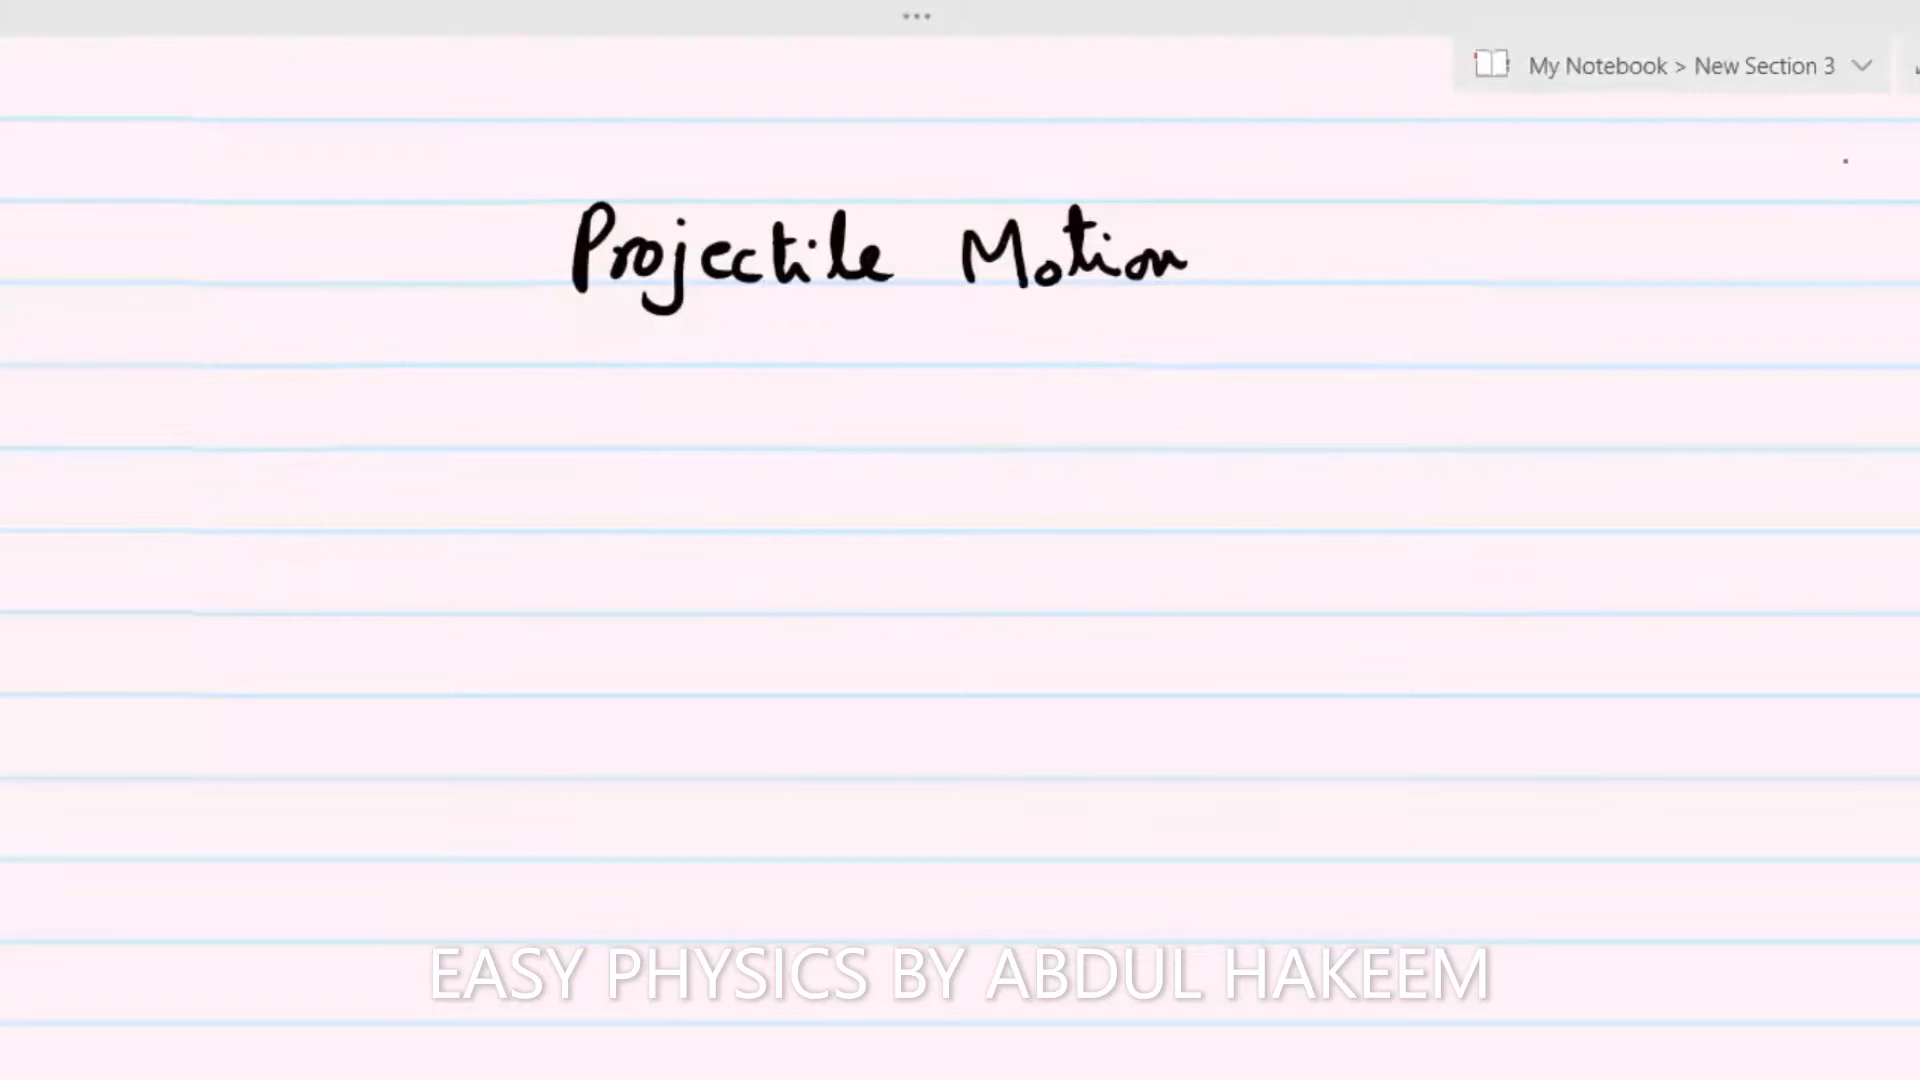 My Notebook > New Section 3
Projectile Motion
EASY PHYSICS BY ABDUL HAKEEM